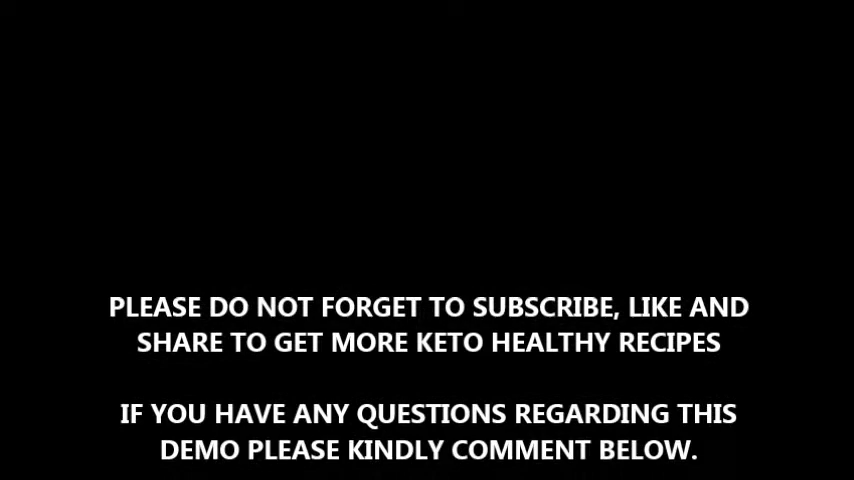 PLEASE DO NOT FORGET TO SUBSCRIBE, LIKE AND
SHARE TO GET MORE KETO HEALTHY RECIPES
IF YOU HAVE ANY QUESTIONS REGARDING THIS
DEMO PLEASE KINDLY COMMENT BELOW.